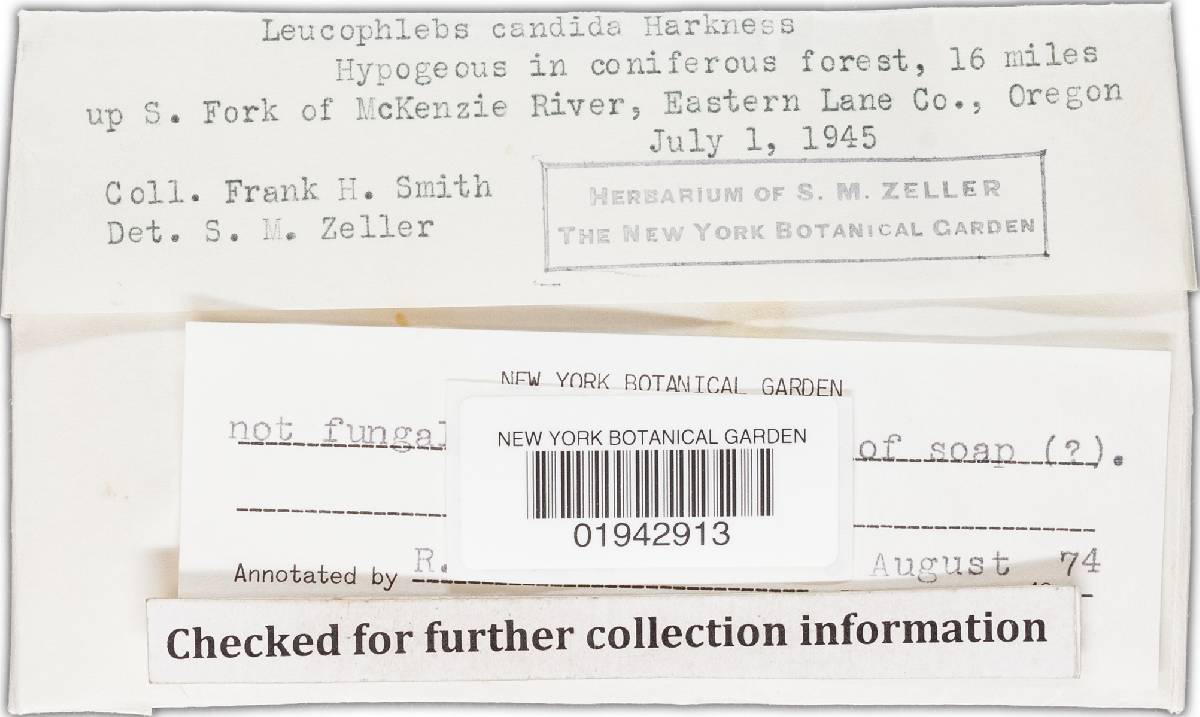 Leucophlebs candida Harkness
Hypogeous in coniferous forest, 16 miles
up S. Fork of McKenzie River, Eastern Lane Co., Oregon
July 1, 1945
Coll. Frank H. Smith
Det. S. M. Zeller
HERBARIUM OF S. M. ZELLER
THE NEW YORK BOTANICAL GARDEN
NEW YORK BOTANICAL GARDEN
not fungal of soap (?).
NEW YORK BOTANICAL GARDEN
01942913
Annotated by R. August 74
Checked for further collection information